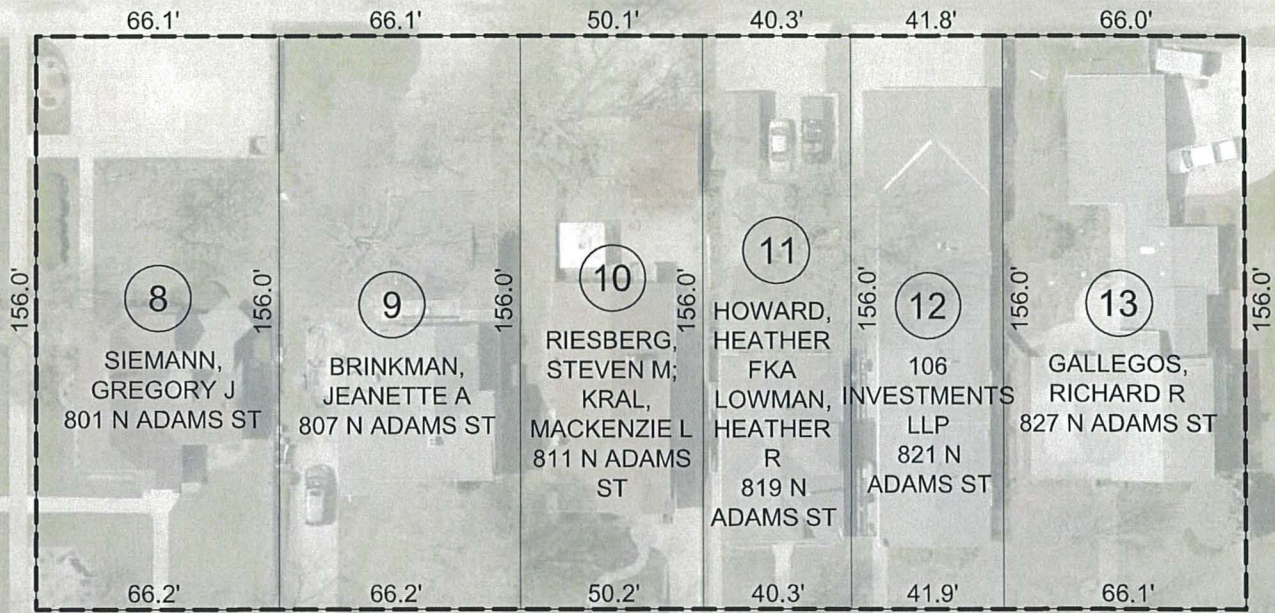 66.1' 66.1' 50.1' 40.3' 41.8' 66.0'
156.0' 156.0' 156.0' 156.0' 156.0' 156.0' 156.0'
8
SIEMANN,
GREGORY J
801 N ADAMS ST
9
BRINKMAN,
JEANETTE A
807 N ADAMS ST
10
RIESBERG,
STEVEN M;
KRAL,
MACKENZIE L
811 N ADAMS
ST
11
HOWARD,
HEATHER
FKA
LOWMAN,
HEATHER
R
819 N
ADAMS ST
12
106
INVESTMENTS
LLP
821 N
ADAMS ST
13
GALLEGOS,
RICHARD R
827 N ADAMS ST
66.2' 66.2' 50.2' 40.3' 41.9' 66.1'